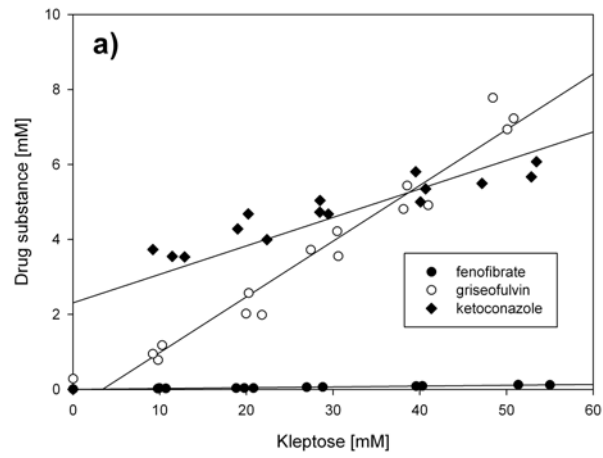 a)
10
8
6
4
2
0
Drug substance [mM]
fenofibrate
griseofulvin
ketoconazole
0 10 20 30 40 50 60
Kleptose [mM]